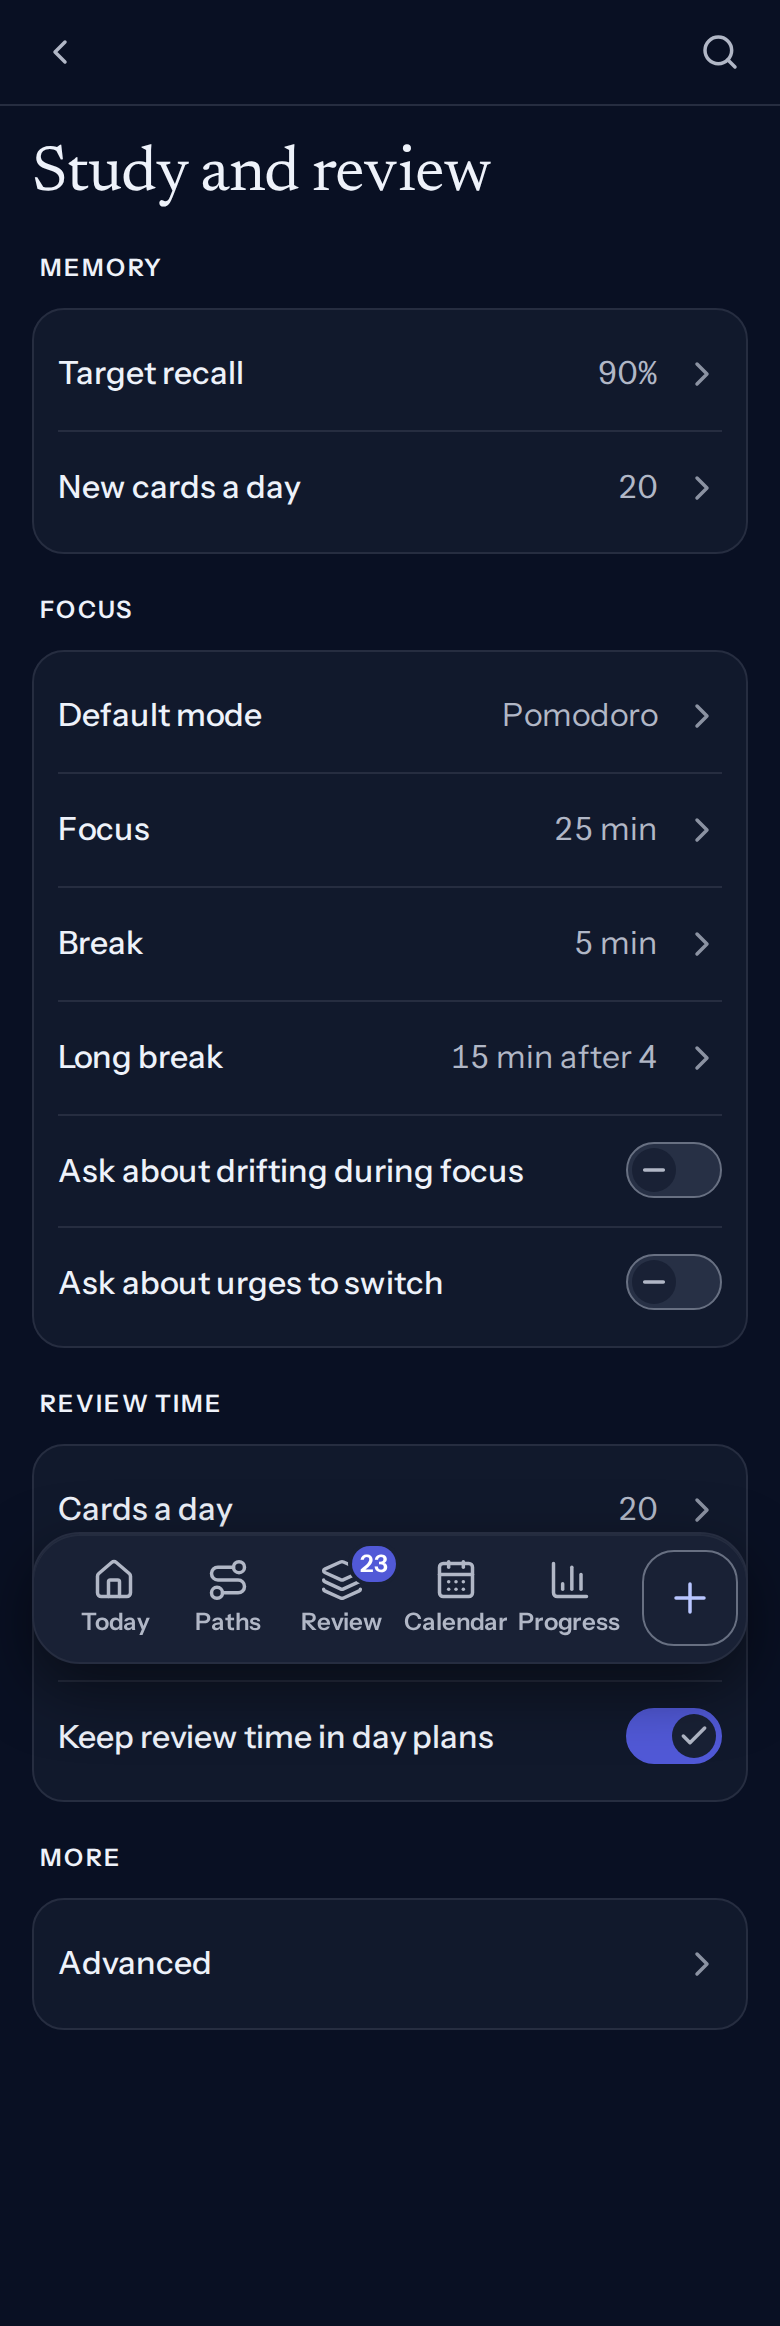 Study and review
MEMORY
Target recall 90%
New cards a day 20
FOCUS
Default mode Pomodoro
Focus 25 min
Break 5 min
Long break 15 min after 4
Ask about drifting during focus
Ask about urges to switch
REVIEW TIME
Cards a day 20
23
Today Paths Review Calendar Progress
Keep review time in day plans
MORE
Advanced